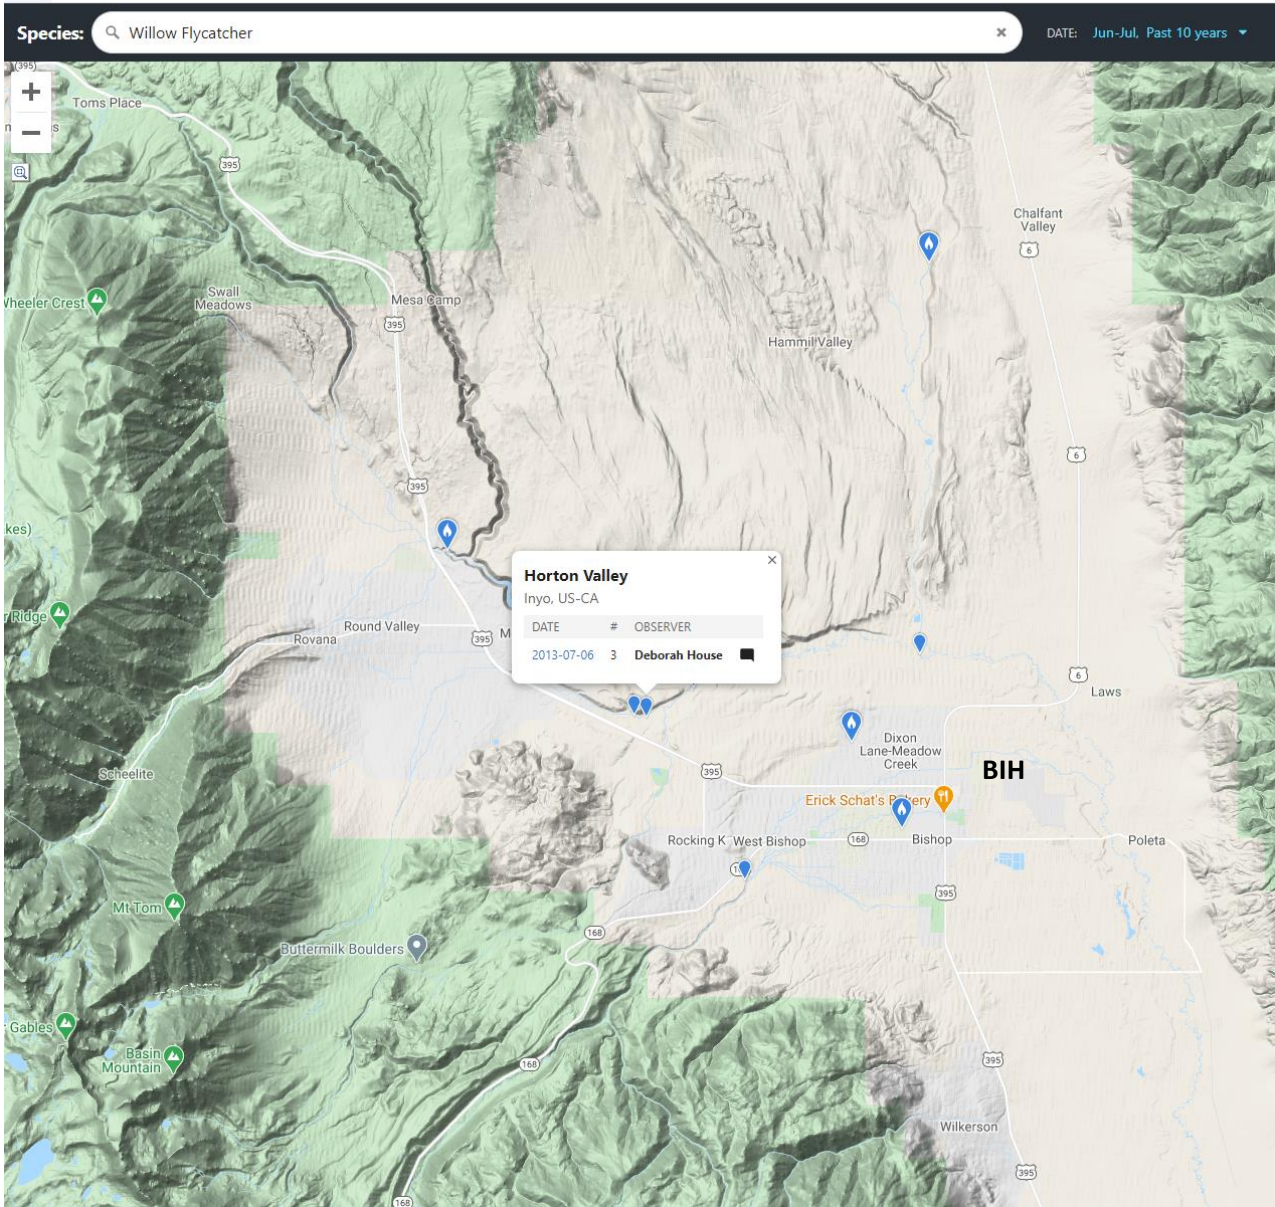 Species:
Willow Flycatcher
DATE: Jun-Jul, Past 10 years
395
Toms Place
395
Chalfant
Valley
6
Swall
Meadows
Wheeler Crest
Mesa Camp
395
Hammil Valley
6
395
Horton Valley
Inyo, US-CA
DATE # OBSERVER
2013-07-06 3 Deborah House
Round Valley
Rovana
395
6
Laws
Dixon
Lane-Meadow
Creek
Scheelite
395
BIH
Erick Schat's Bakery
Rocking K West Bishop
168
Bishop
Poleta
395
Mt Tom
168
Buttermilk Boulders
Gables
Basin
Mountain
168
395
Wilkerson
395
168